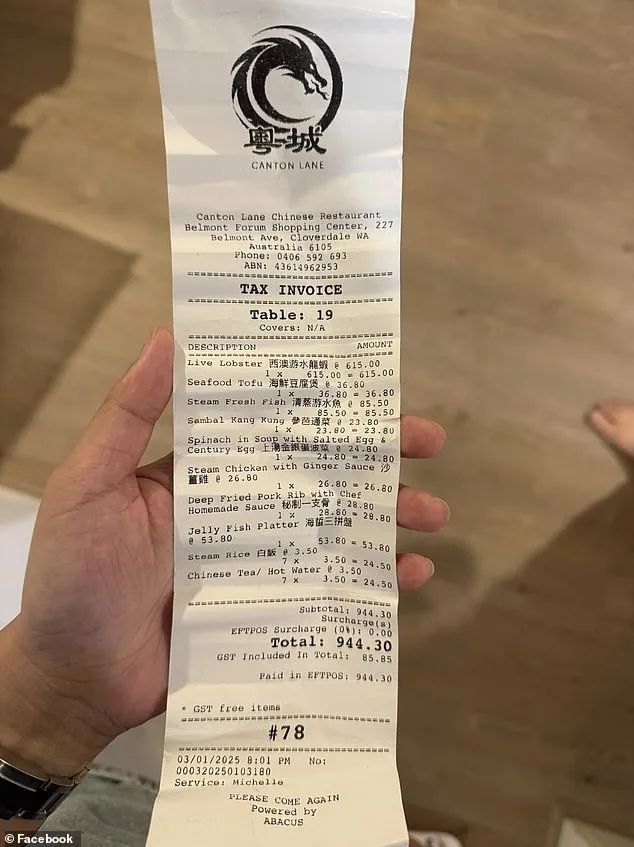 粤城
CANTON LANE
Canton Lane Chinese Restaurant
Belmont Forum Shopping Center, 227
Belmont Ave, Cloverdale WA
Australia 6105
Phone: 0406 592 693
ABN: 43614962953
TAX INVOICE
Table: 19
Covers: N/A
DESCRIPTION AMOUNT
Live Lobster 西澳游水龍蝦 @ 615.00
1 x 615.00 = 615.00
Seafood Tofu 海鮮豆腐煲 @ 36.80
1 x 36.80 = 36.80
Steam Fresh Fish 清蒸游水魚 @ 85.50
1 x 85.50 = 85.50
Sambal Kang Kung 參芭通菜 @ 23.80
1 x 23.80 = 23.80
Spinach in Soup with Salted Egg &
Century Egg 上湯金銀蛋菠菜 @ 24.80
1 x 24.80 = 24.80
Steam Chicken with Ginger Sauce 沙
薑雞 @ 26.80
1 x 26.80 = 26.80
Deep Fried Pork Rib with Chef
Homemade Sauce 秘制一支骨 @ 28.80
1 x 28.80 = 28.80
Jelly Fish Platter 海蜇三拼盤
@ 53.80
1 x 53.80 = 53.80
Steam Rice 白飯 @ 3.50
7 x 3.50 = 24.50
Chinese Tea/ Hot Water @ 3.50
7 x 3.50 = 24.50
Subtotal: 944.30
Surcharge(s)
EFTPOS Surcharge (0%): 0.00
Total: 944.30
GST Included In Total: 85.85
Paid in EFTPOS: 944.30
* GST free items
#78
03/01/2025 8:01 PM No:
000320250103180
Service: Michelle
PLEASE COME AGAIN
Powered by
ABACUS
© Facebook